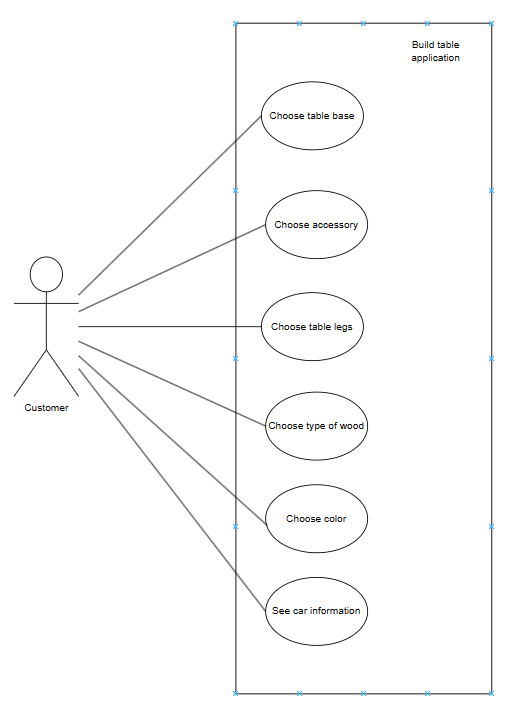 Build table
application
Choose table base
Choose accessory
Choose table legs
Customer
Choose type of wood
Choose color
See car information